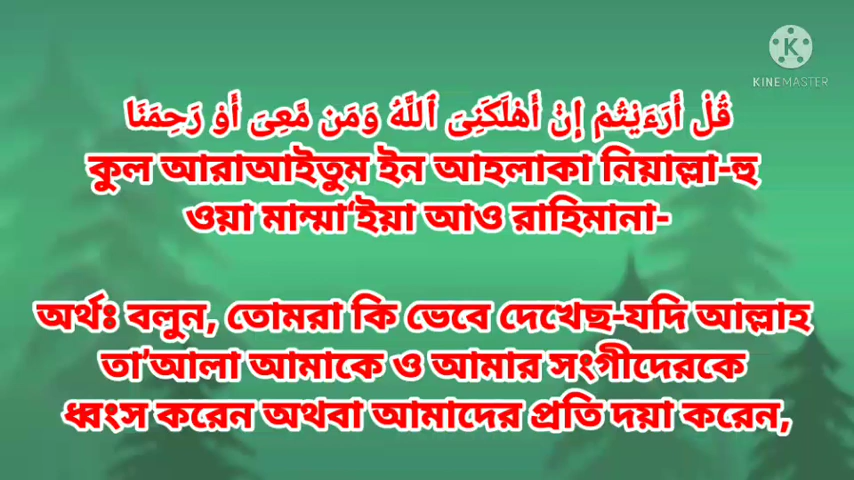 KINEMASTER
قُلْ أَرَءَيْتُمْ إِنْ أَهْلَكَنِىَ ٱللَّهُ وَمَن مَّعِىَ أَوْ رَحِمَنَا
কুল আরাআইতুম ইন আহলাকা নিয়াল্লা-হু
ওয়া মাম্মা‘ইয়া আও রাহিমানা-
অর্থঃ বলুন, তোমরা কি ভেবে দেখেছ-যদি আল্লাহ
তা’আলা আমাকে ও আমার সংগীদেরকে
ধ্বংস করেন অথবা আমাদের প্রতি দয়া করেন,